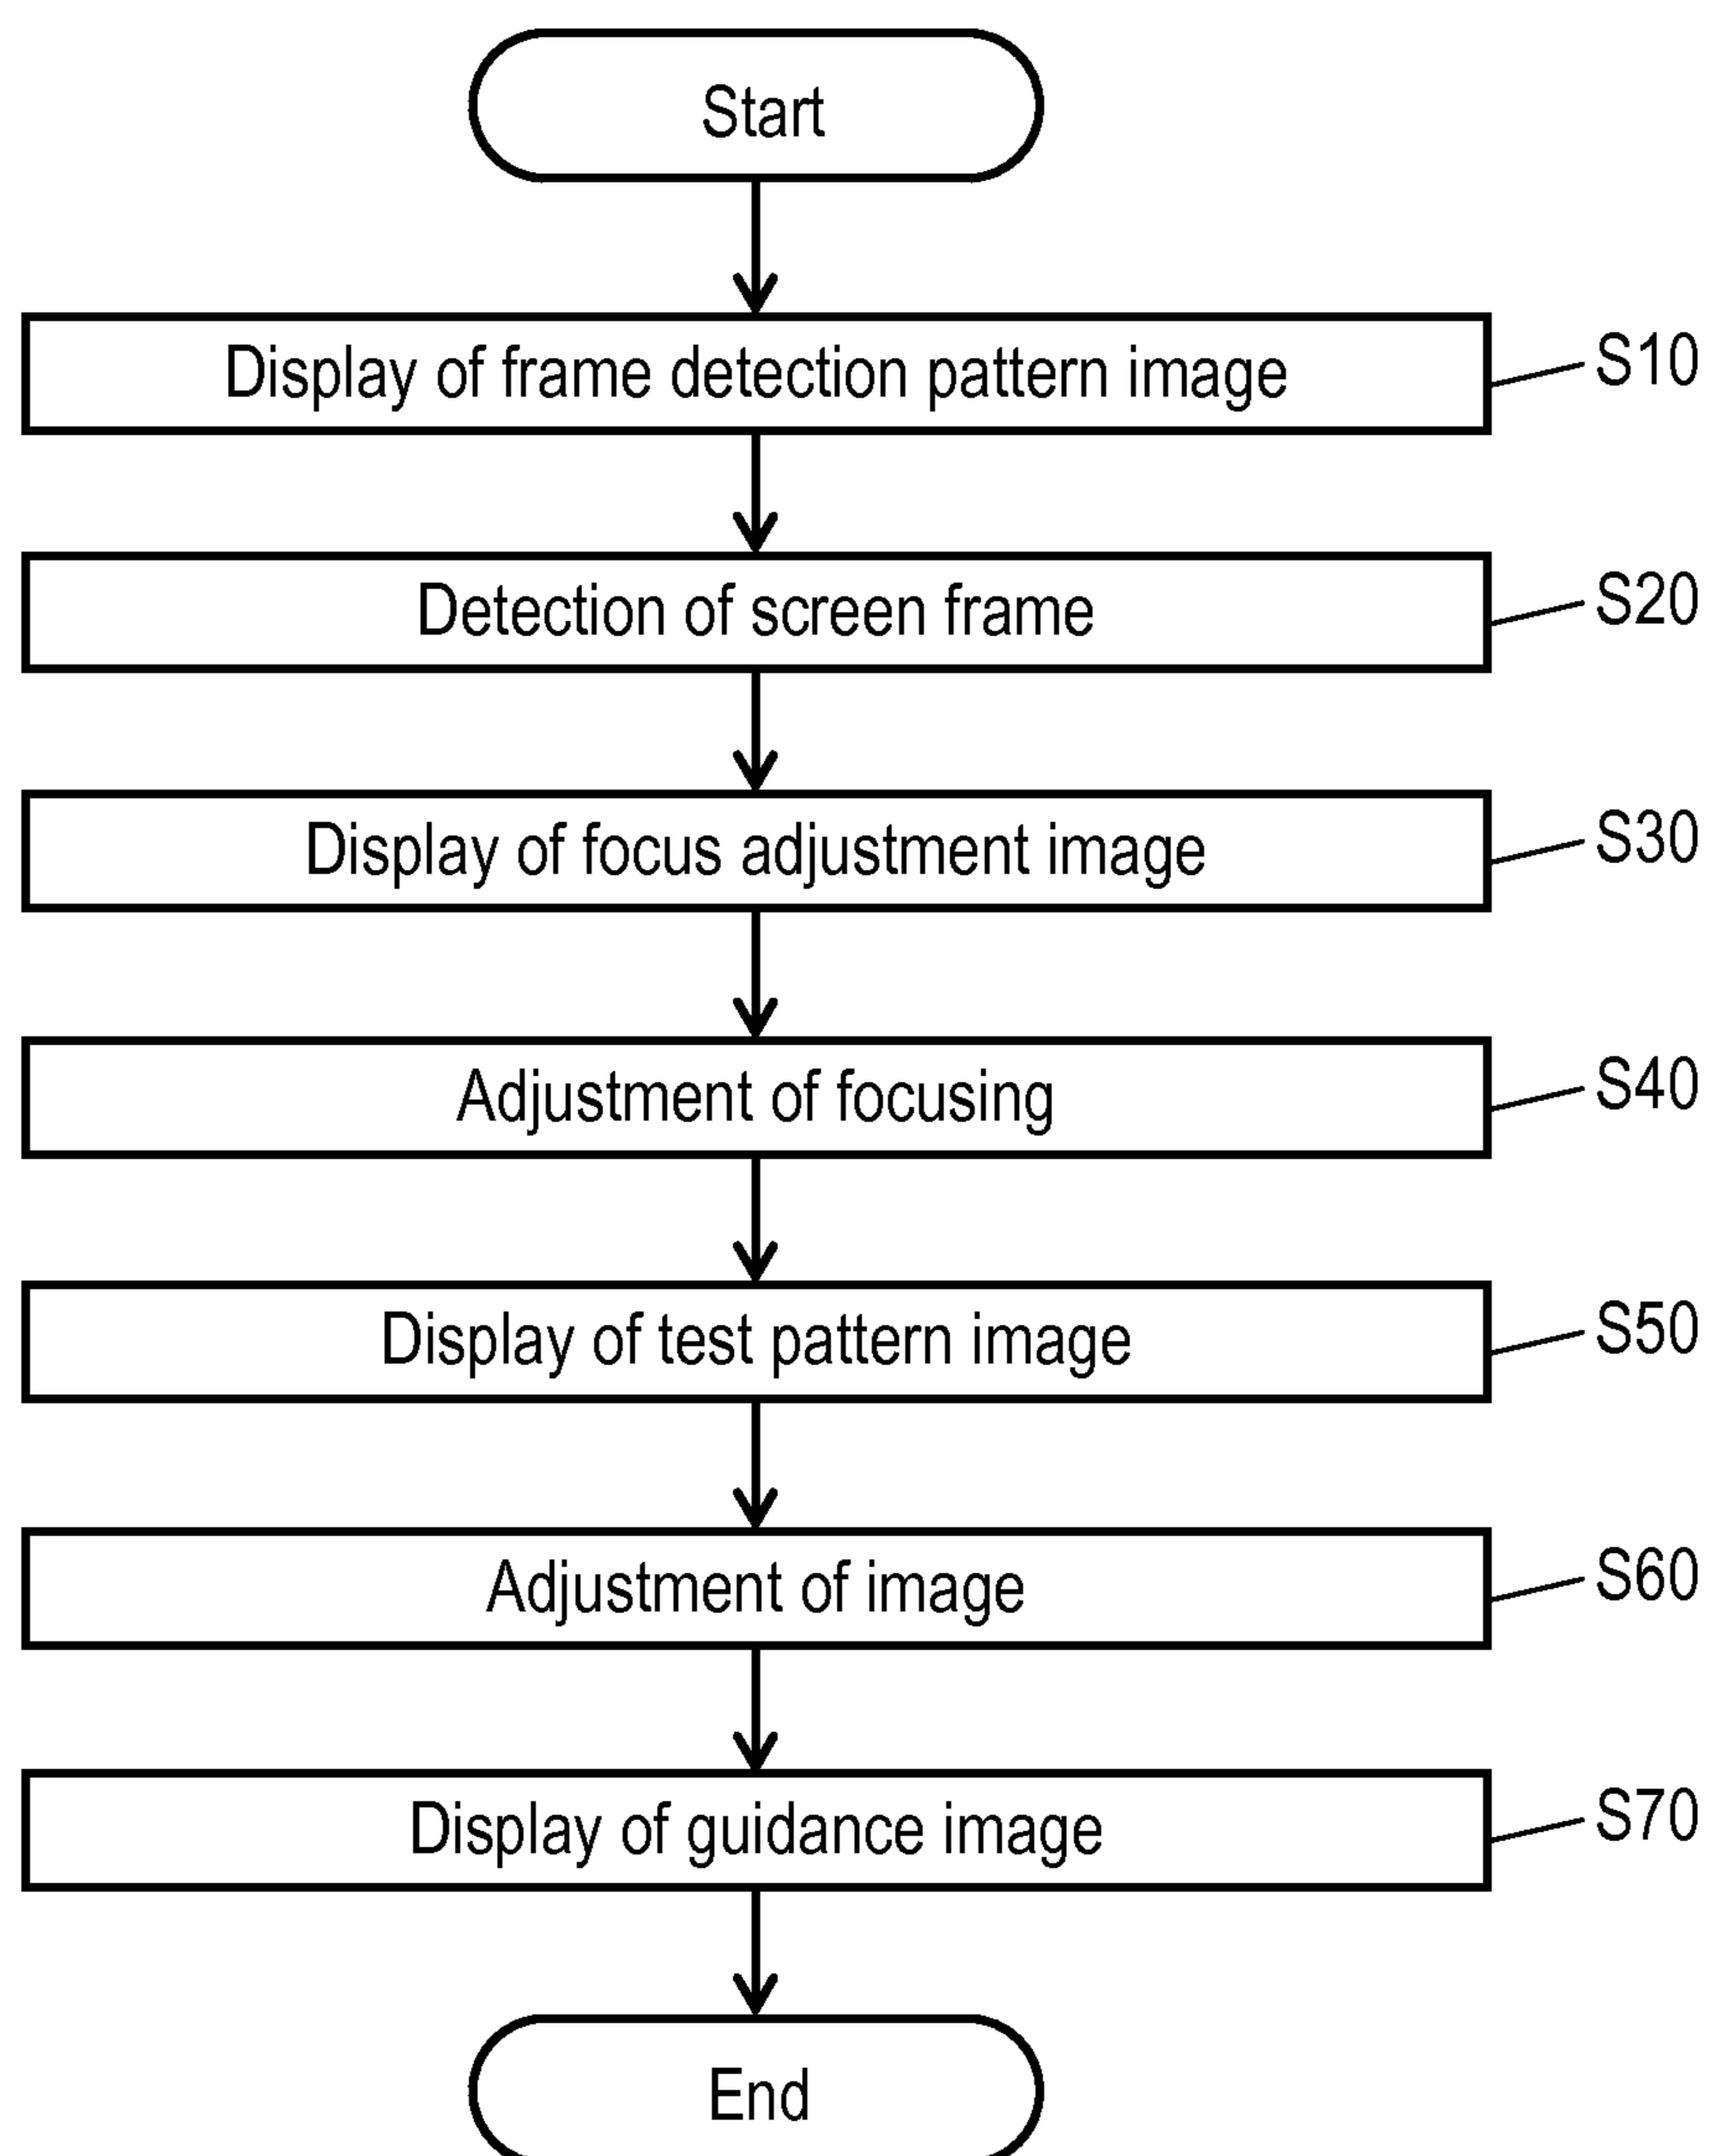 Start
Display of frame detection pattern image
S10
Detection of screen frame
S20
Display of focus adjustment image
S30
Adjustment of focusing
S40
Display of test pattern image
S50
Adjustment of image
S60
Display of guidance image
S70
End